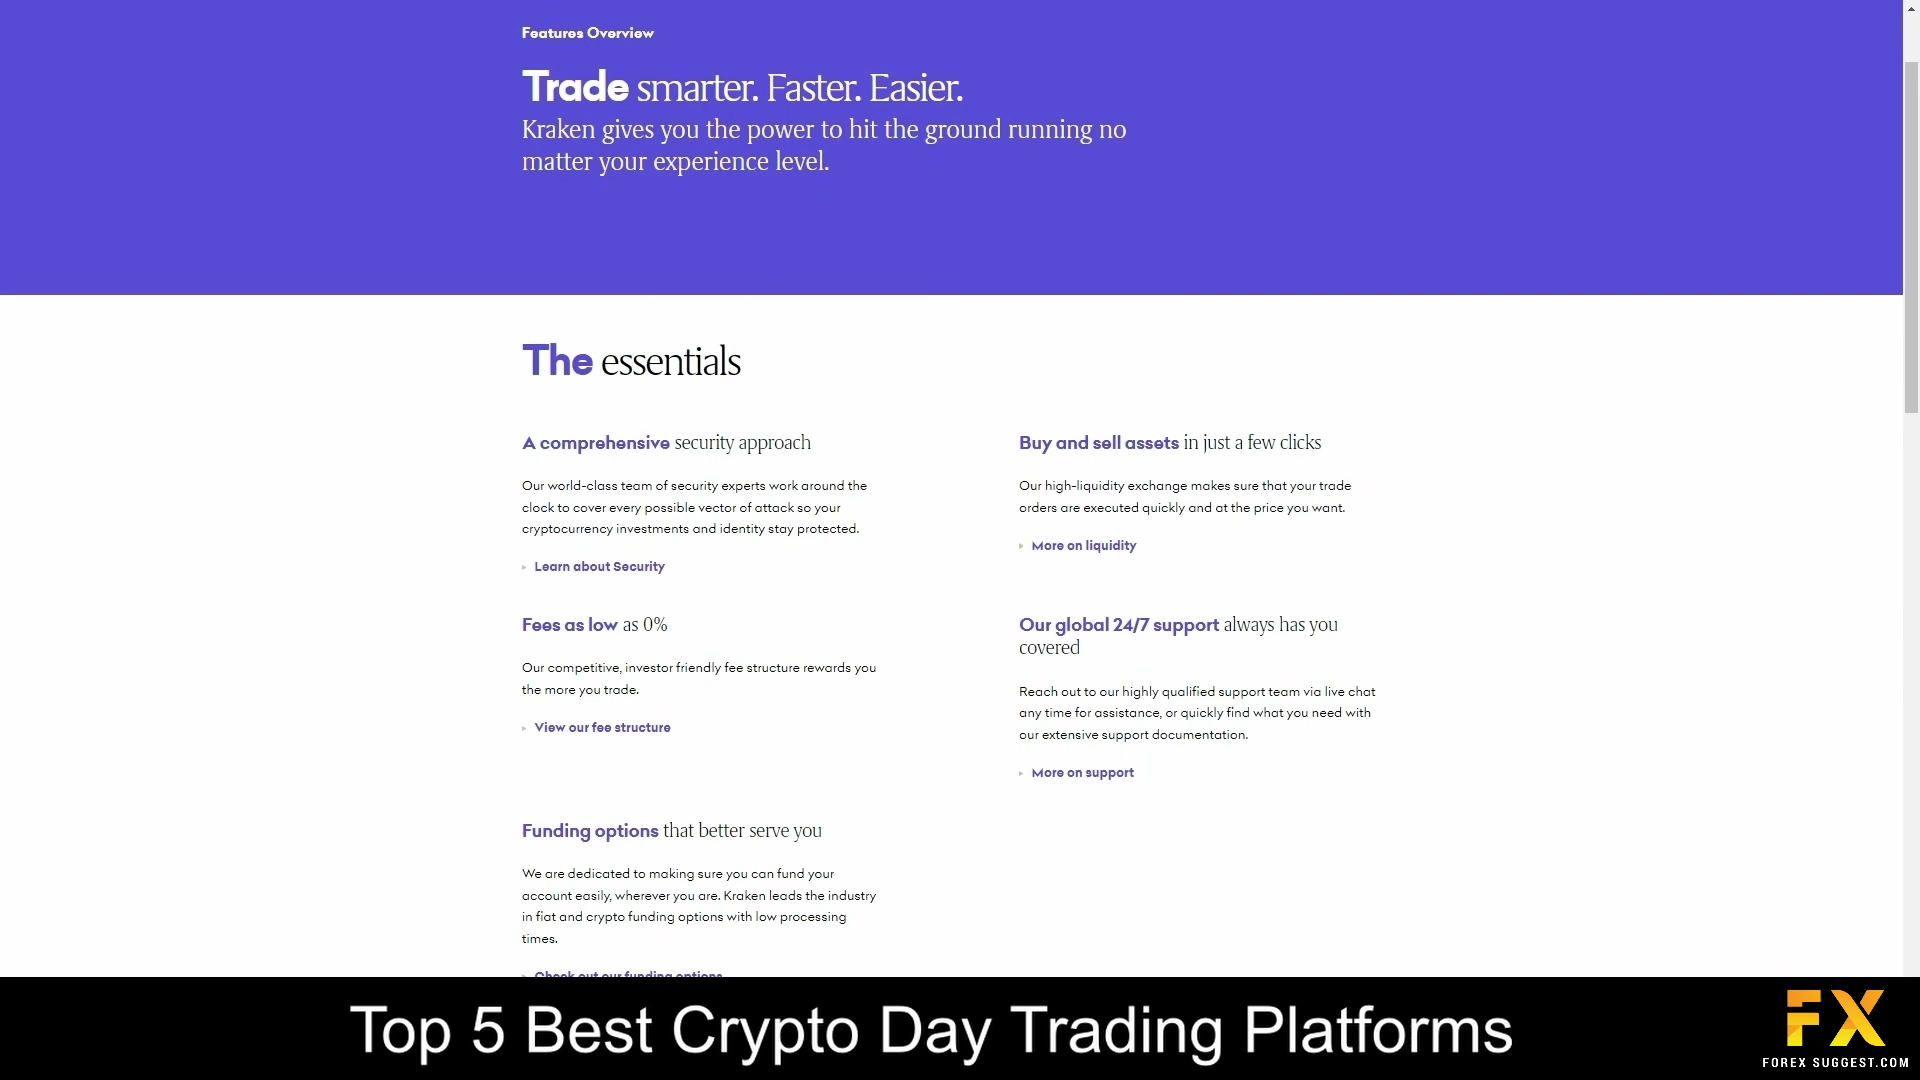 Features Overview
Trade smarter. Faster. Easier.
Kraken gives you the power to hit the ground running no
matter your experience level.
The essentials
A comprehensive security approach
Our world-class team of security experts work around the
clock to cover every possible vector of attack so your
cryptocurrency investments and identity stay protected.
Learn about Security
Buy and sell assets in just a few clicks
Our high-liquidity exchange makes sure that your trade
orders are executed quickly and at the price you want.
More on liquidity
Fees as low as 0%
Our competitive, investor friendly fee structure rewards you
the more you trade.
View our fee structure
Our global 24/7 support always has you
covered
Reach out to our highly qualified support team via live chat
any time for assistance, or quickly find what you need with
our extensive support documentation.
More on support
Funding options that better serve you
We are dedicated to making sure you can fund your
account easily, wherever you are. Kraken leads the industry
in fiat and crypto funding options with low processing
times.
Check out our funding options
Top 5 Best Crypto Day Trading Platforms
FX
FOREX SUGGEST.COM